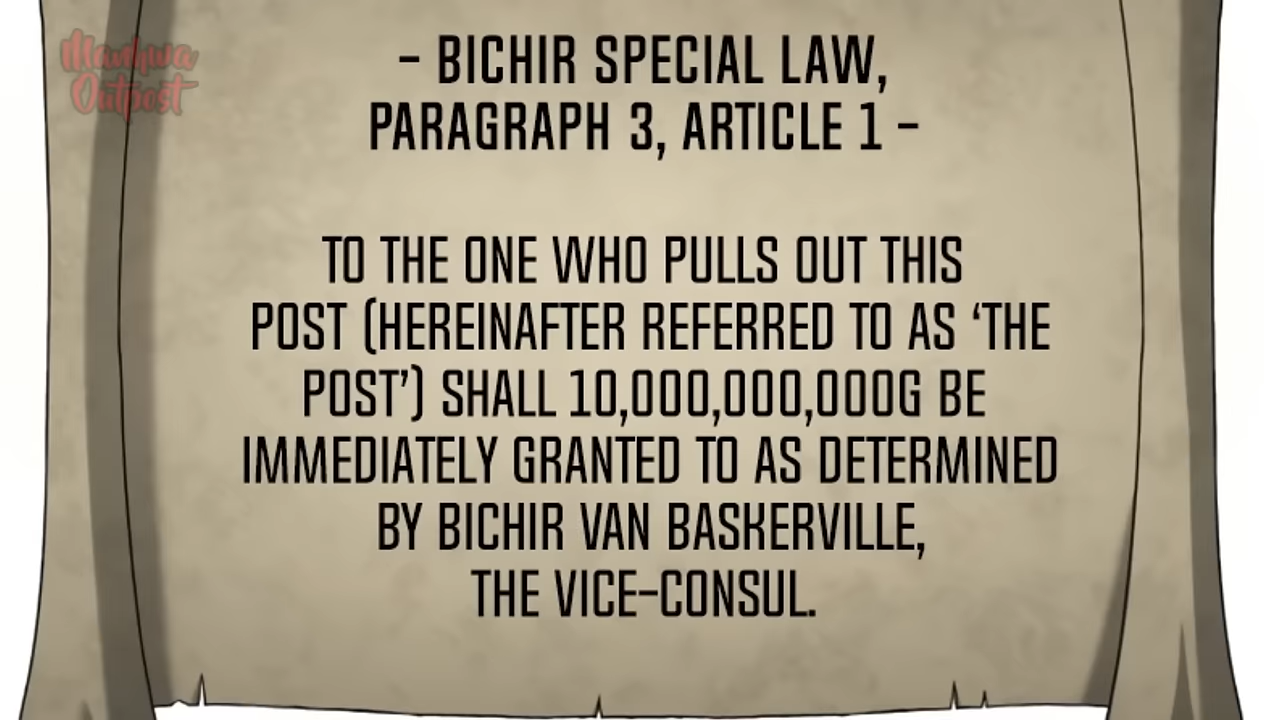 Manhwa
Outpost
– BICHIR SPECIAL LAW,
PARAGRAPH 3, ARTICLE 1 –
TO THE ONE WHO PULLS OUT THIS
POST (HEREINAFTER REFERRED TO AS ‘THE
POST’) SHALL 10,000,000,000G BE
IMMEDIATELY GRANTED TO AS DETERMINED
BY BICHIR VAN BASKERVILLE,
THE VICE-CONSUL.